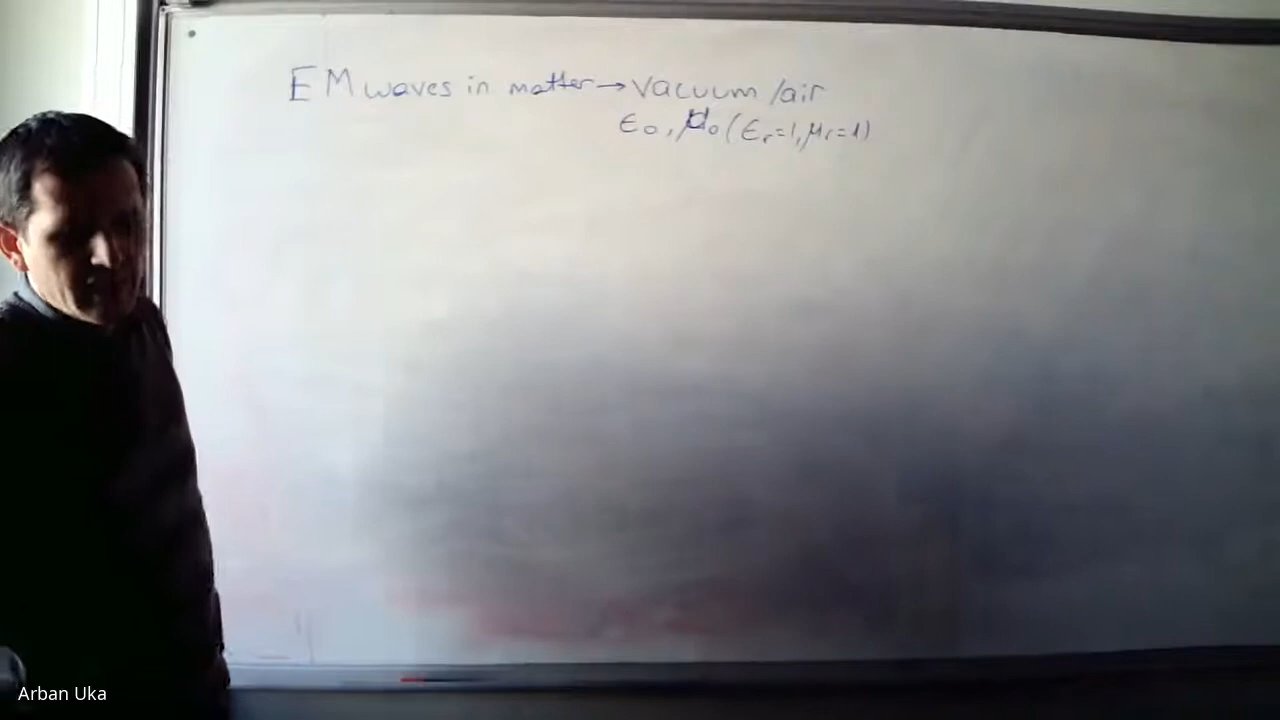 EM waves in matter → vacuum /air
ϵ₀, μ₀ (ϵᵣ=1, μᵣ=1)
Arban Uka